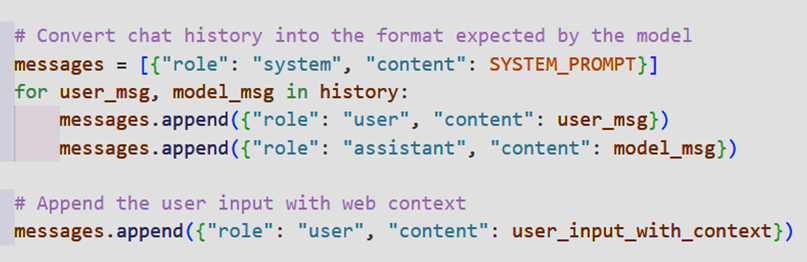 # Convert chat history into the format expected by the model
messages = [{"role": "system", "content": SYSTEM_PROMPT}]
for user_msg, model_msg in history:
    messages.append({"role": "user", "content": user_msg})
    messages.append({"role": "assistant", "content": model_msg})

# Append the user input with web context
messages.append({"role": "user", "content": user_input_with_context})